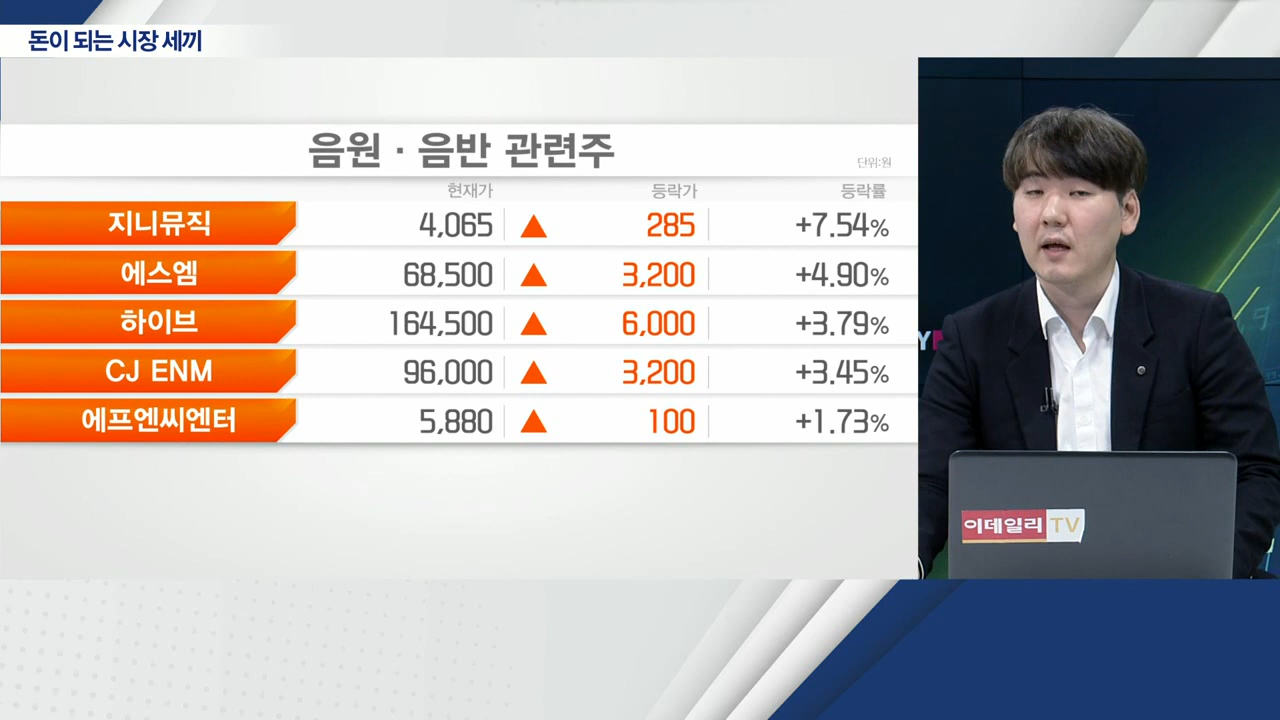 돈이 되는 시장 세끼
음원 · 음반 관련주
단위:원
현재가 등락가 등락률
지니뮤직 4,065 ▲ 285 +7.54%
에스엠 68,500 ▲ 3,200 +4.90%
하이브 164,500 ▲ 6,000 +3.79%
CJ ENM 96,000 ▲ 3,200 +3.45%
에프엔씨엔터 5,880 ▲ 100 +1.73%
이데일리TV